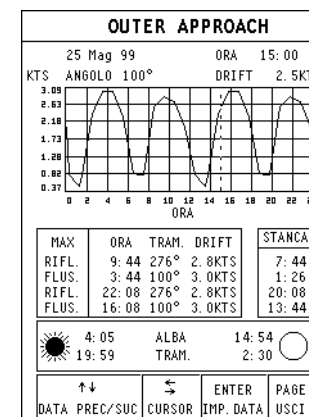 OUTER APPROACH
25 Mag 99 ORA 15:00
KTS ANGOLO 100° DRIFT 2.5KT
3.09
2.63
2.18
1.73
1.28
0.82
0.37
0 2 4 6 8 10 12 14 16 18 20 22 2
ORA
MAX ORA TRAM. DRIFT STANCA
RIFL. 9:44 276° 2.8KTS 7:44
FLUS. 3:44 100° 3.0KTS 1:26
RIFL. 22:08 276° 2.8KTS 20:08
FLUS. 16:08 100° 3.0KTS 13:44
4:05 ALBA 14:54
19:59 TRAM. 2:30
↑↓ ⇆ ENTER PAGE
DATA PREC/SUC CURSOR IMP. DATA USCI